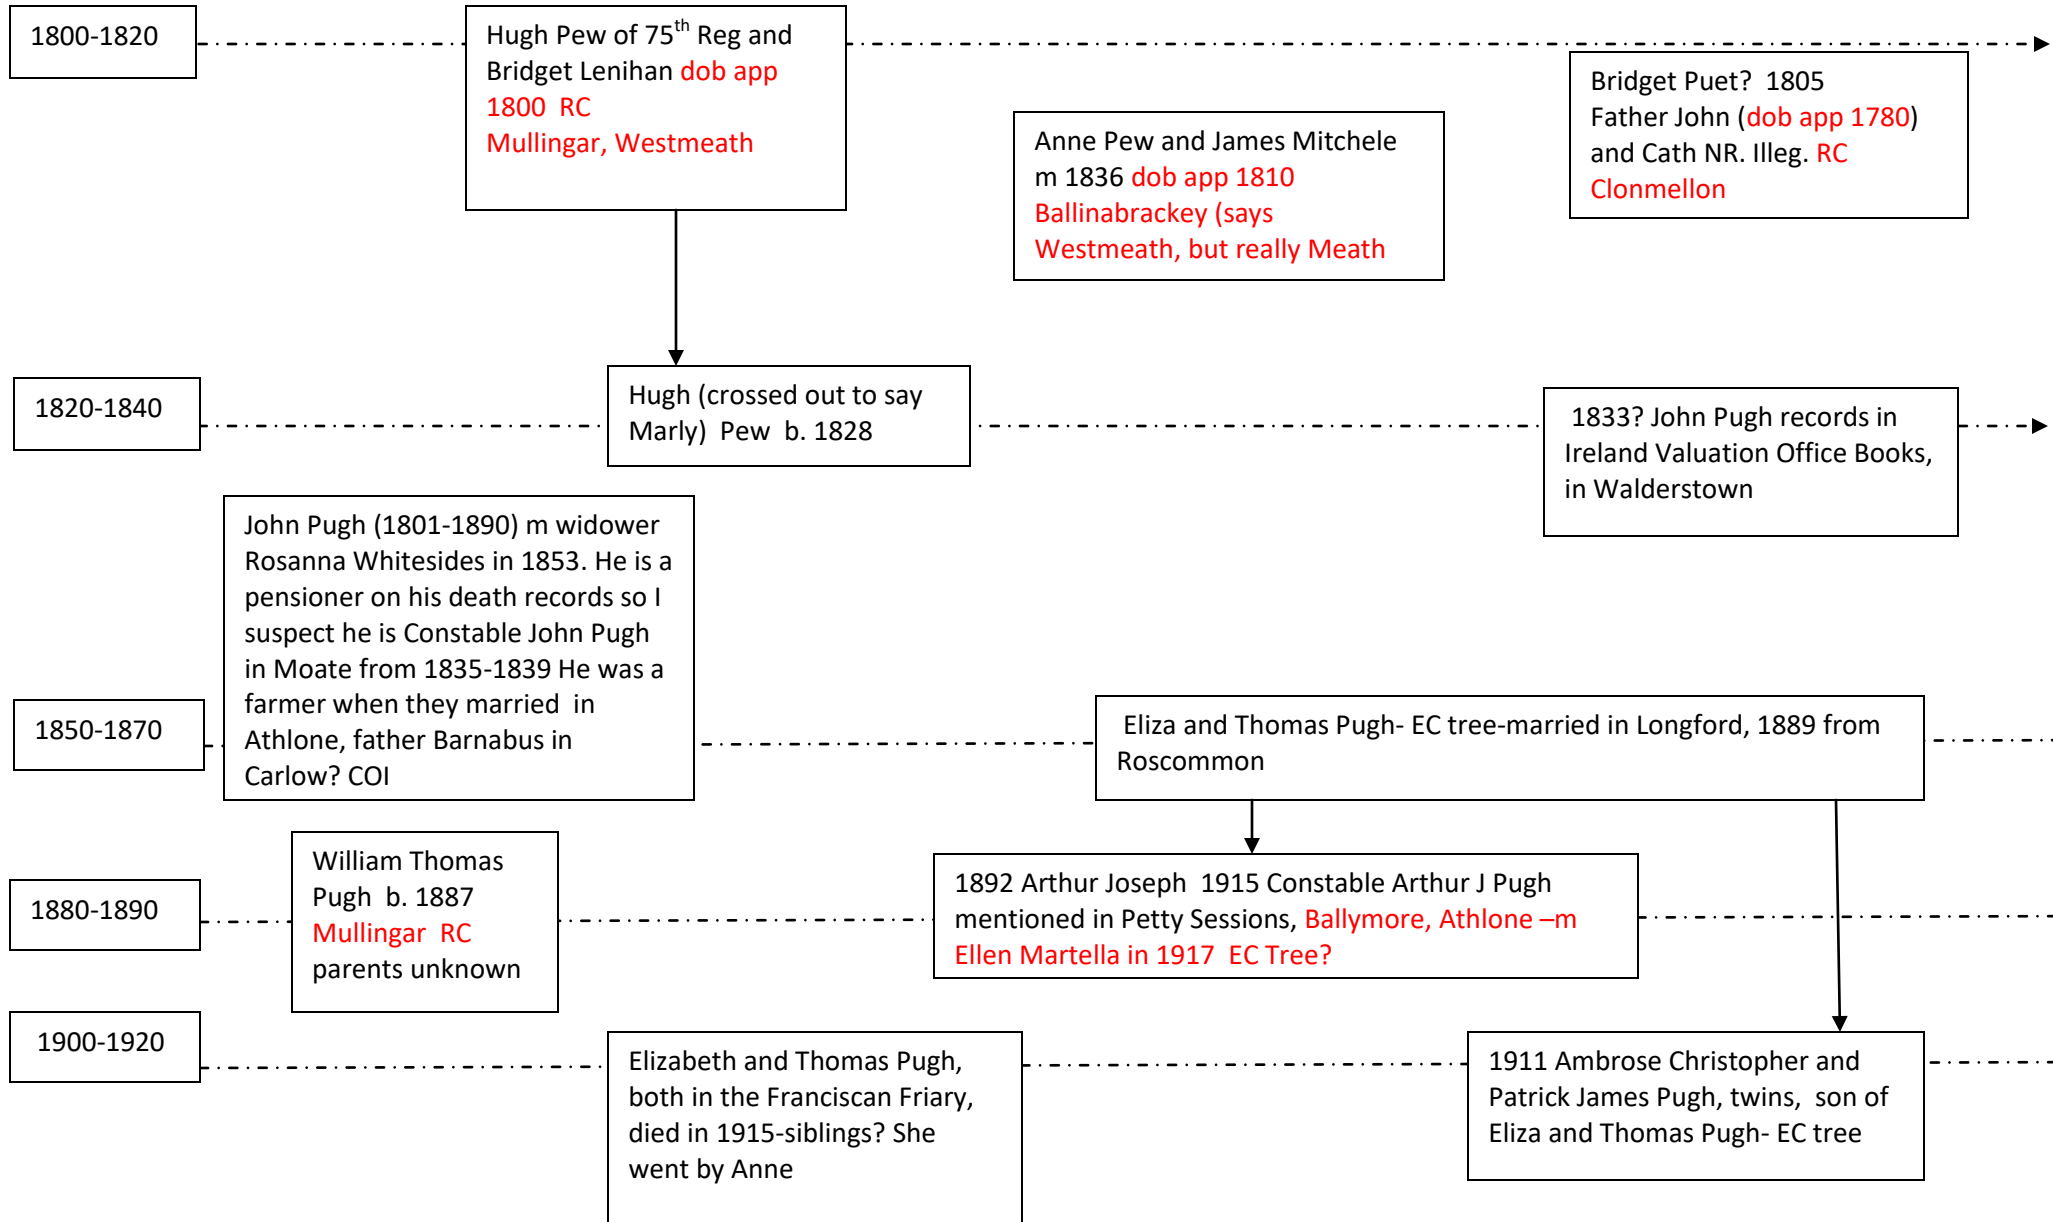 1800-1820
Hugh Pew of 75th Reg and
Bridget Lenihan dob app
1800  RC
Mullingar, Westmeath
Anne Pew and James Mitchele
m 1836 dob app 1810
Ballinabrackey (says
Westmeath, but really Meath
Bridget Puet?  1805
Father John (dob app 1780)
and Cath NR. Illeg. RC
Clonmellon
1820-1840
Hugh (crossed out to say
Marly)  Pew  b. 1828
1833? John Pugh records in
Ireland Valuation Office Books,
in Walderstown
John Pugh (1801-1890) m widower
Rosanna Whitesides in 1853. He is a
pensioner on his death records so I
suspect he is Constable John Pugh
in Moate from 1835-1839 He was a
farmer when they married  in
Athlone, father Barnabus in
Carlow? COI
1850-1870
Eliza and Thomas Pugh- EC tree-married in Longford, 1889 from
Roscommon
1880-1890
William Thomas
Pugh  b. 1887
Mullingar  RC
parents unknown
1892 Arthur Joseph  1915 Constable Arthur J Pugh
mentioned in Petty Sessions, Ballymore, Athlone –m
Ellen Martella in 1917  EC Tree?
1900-1920
Elizabeth and Thomas Pugh,
both in the Franciscan Friary,
died in 1915-siblings? She
went by Anne
1911 Ambrose Christopher and
Patrick James Pugh, twins,  son of
Eliza and Thomas Pugh- EC tree